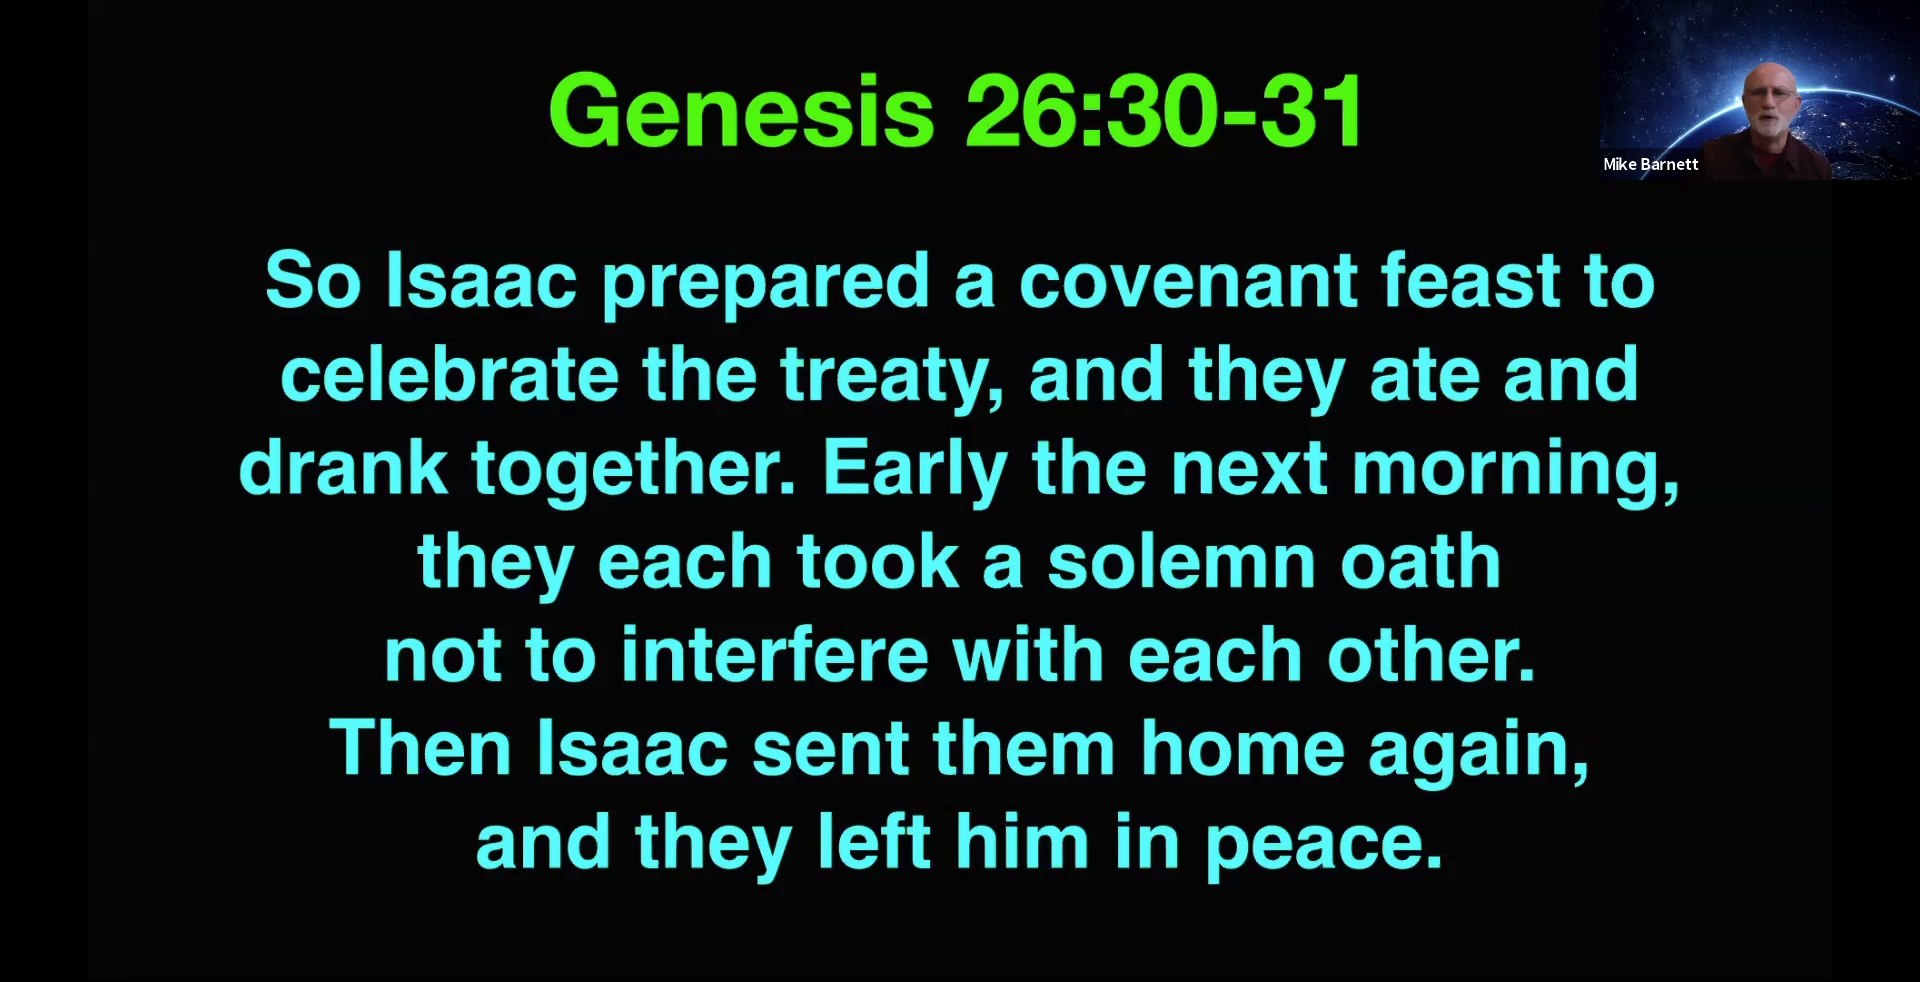 Genesis 26:30-31
Mike Barnett
So Isaac prepared a covenant feast to
celebrate the treaty, and they ate and
drank together. Early the next morning,
they each took a solemn oath
not to interfere with each other.
Then Isaac sent them home again,
and they left him in peace.